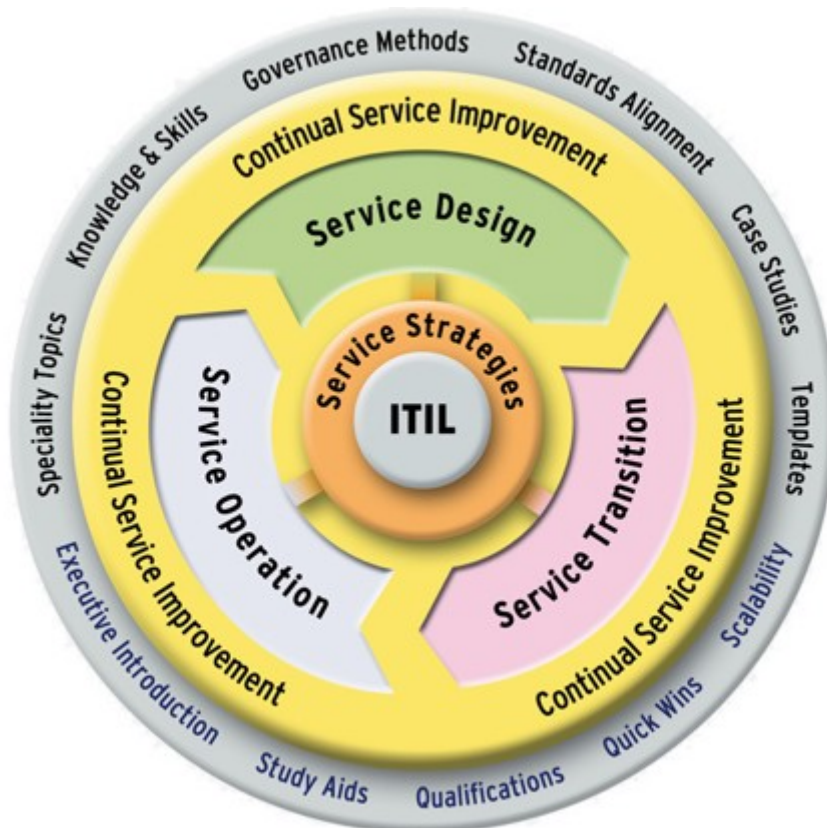 Governance Methods
Standards Alignment
Knowledge & Skills
Case Studies
Speciality Topics
Templates
Executive Introduction
Scalability
Study Aids
Qualifications
Quick Wins
Continual Service Improvement
Continual Service Improvement
Continual Service Improvement
Service Design
Service Operation
Service Transition
Service Strategies
ITIL